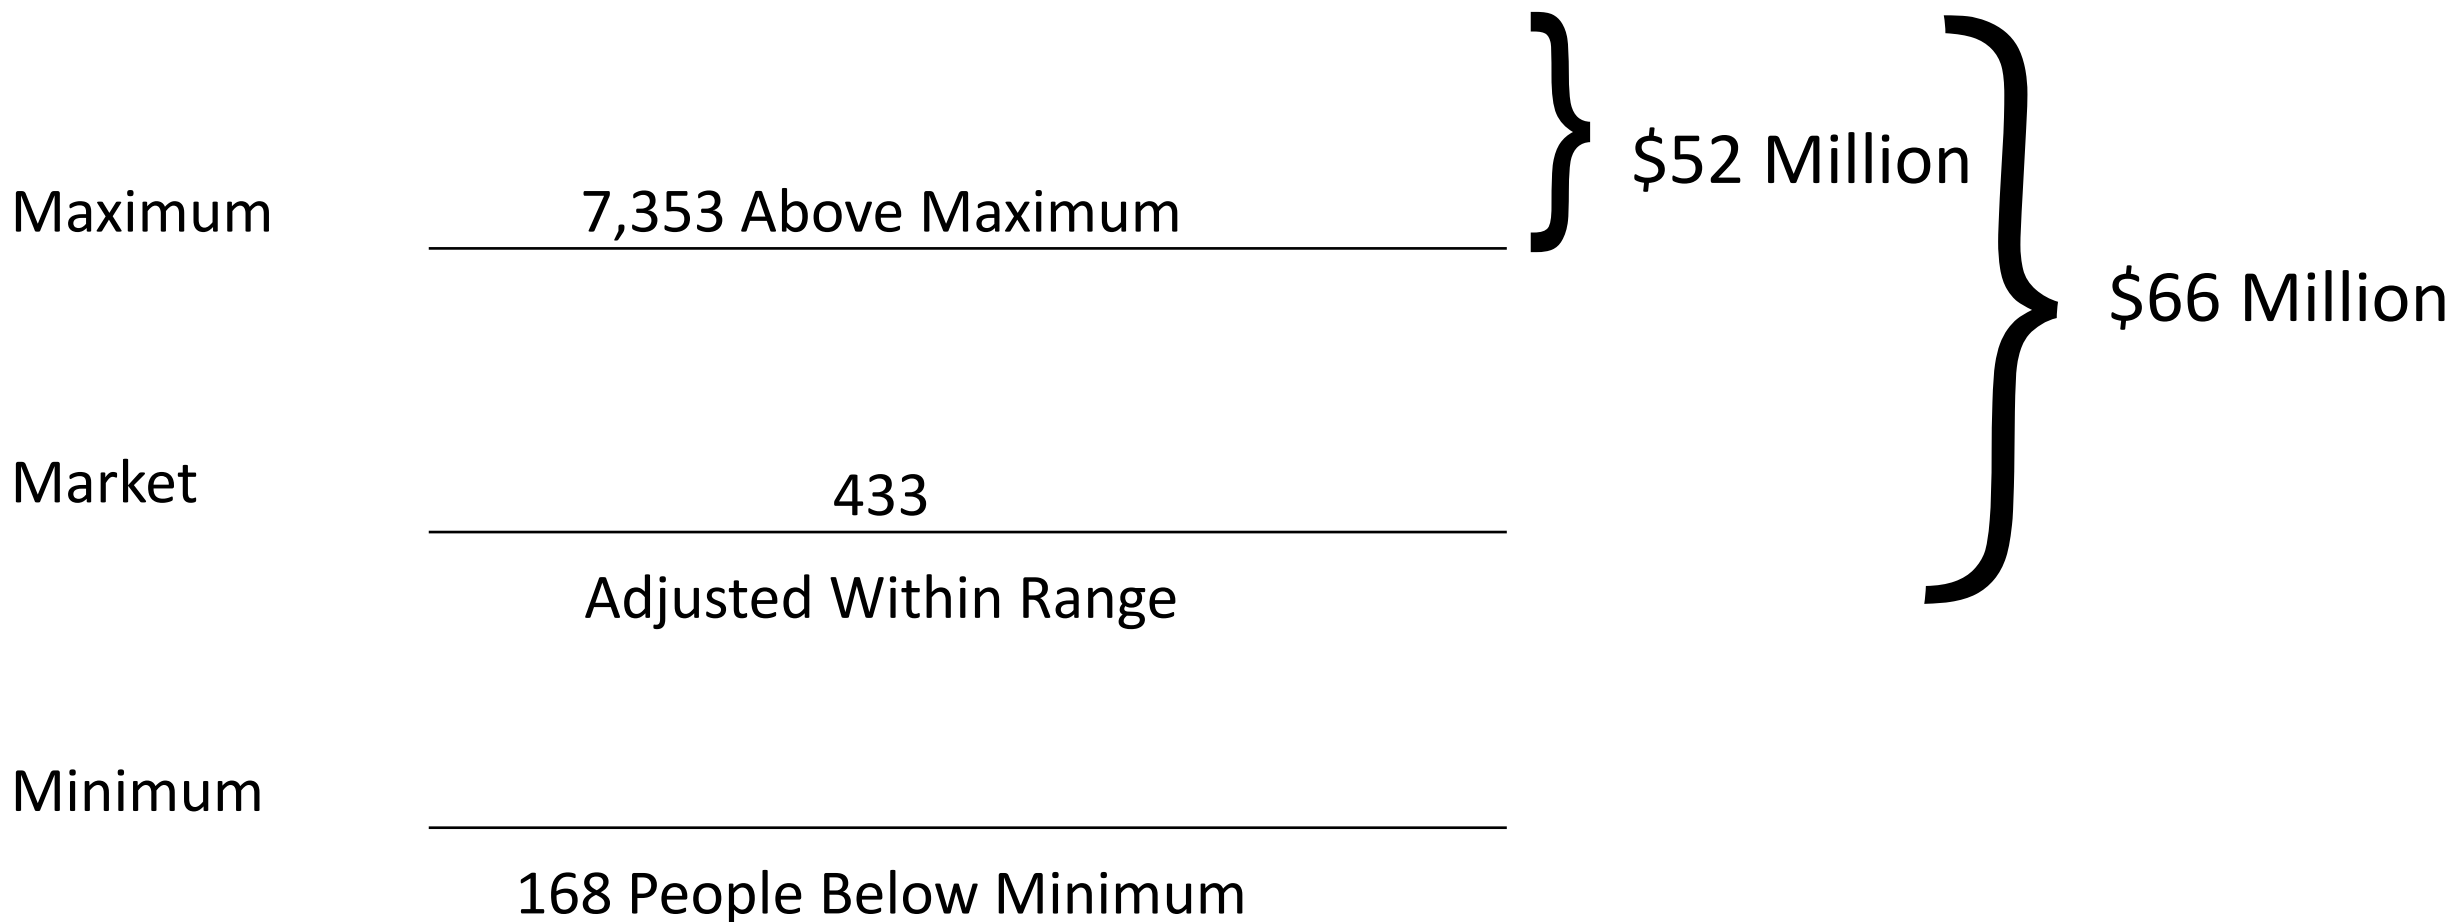 $52 Million
Maximum 7,353 Above Maximum
$66 Million
Market 433
Adjusted Within Range
Minimum
168 People Below Minimum